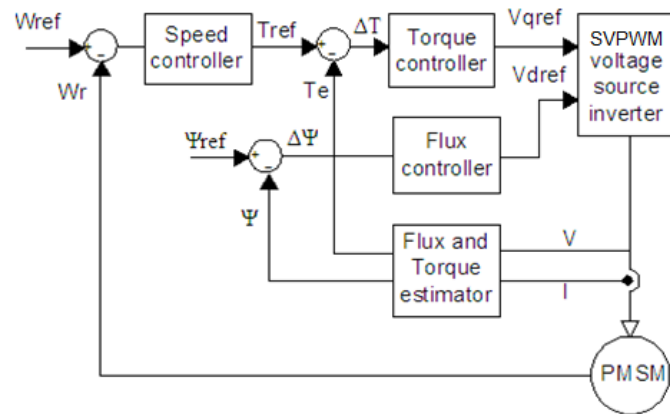 Wref
+
-
Speed
controller
Tref
+
-
ΔT
Torque
controller
Vqref
SVPWM
voltage
source
inverter
Wr
Te
Vdref
Ψref
+
-
ΔΨ
Flux
controller
Ψ
Flux and
Torque
estimator
V
I
PMSM